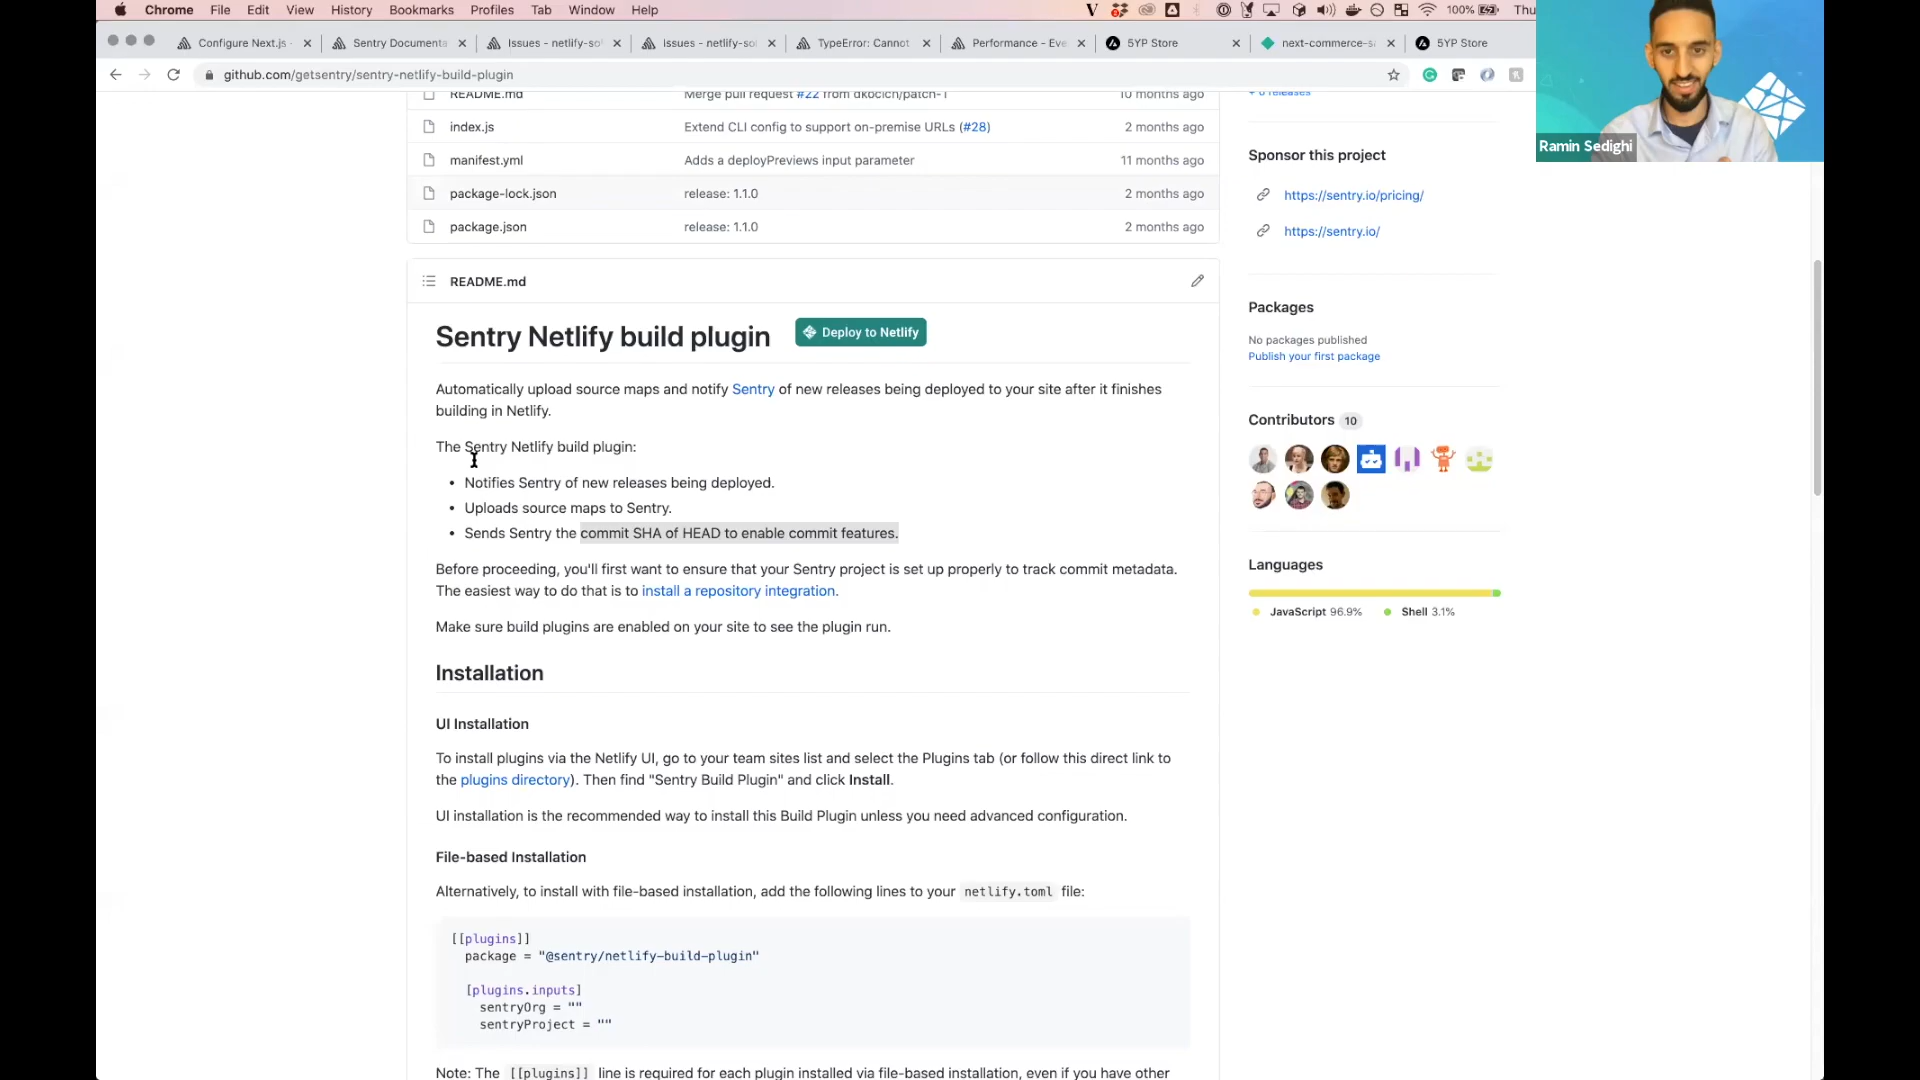 Chrome File Edit View History Bookmarks Profiles Tab Window Help 100% Thu
Configure Next.js - Sentry Documenta Issues - netlify-so Issues - netlify-so TypeError: Cannot Performance - Eve 5YP Store next-commerce-s 5YP Store
github.com/getsentry/sentry-netlify-build-plugin
README.md Merge pull request #22 from dkbocich/patch-1 10 months ago
index.js Extend CLI config to support on-premise URLs (#28) 2 months ago
manifest.yml Adds a deployPreviews input parameter 11 months ago
package-lock.json release: 1.1.0 2 months ago
package.json release: 1.1.0 2 months ago
README.md
Sentry Netlify build plugin Deploy to Netlify
Automatically upload source maps and notify Sentry of new releases being deployed to your site after it finishes
building in Netlify.
The Sentry Netlify build plugin:
• Notifies Sentry of new releases being deployed.
• Uploads source maps to Sentry.
• Sends Sentry the commit SHA of HEAD to enable commit features.
Before proceeding, you'll first want to ensure that your Sentry project is set up properly to track commit metadata.
The easiest way to do that is to install a repository integration.
Make sure build plugins are enabled on your site to see the plugin run.
Installation
UI Installation
To install plugins via the Netlify UI, go to your team sites list and select the Plugins tab (or follow this direct link to
the plugins directory). Then find "Sentry Build Plugin" and click Install.
UI installation is the recommended way to install this Build Plugin unless you need advanced configuration.
File-based Installation
Alternatively, to install with file-based installation, add the following lines to your netlify.toml file:
[[plugins]]
package = "@sentry/netlify-build-plugin"
[plugins.inputs]
sentryOrg = ""
sentryProject = ""
Note: The [[plugins]] line is required for each plugin installed via file-based installation, even if you have other
+ 6 releases
Sponsor this project
https://sentry.io/pricing/
https://sentry.io/
Packages
No packages published
Publish your first package
Contributors 10
Languages
JavaScript 96.9% Shell 3.1%
Ramin Sedighi